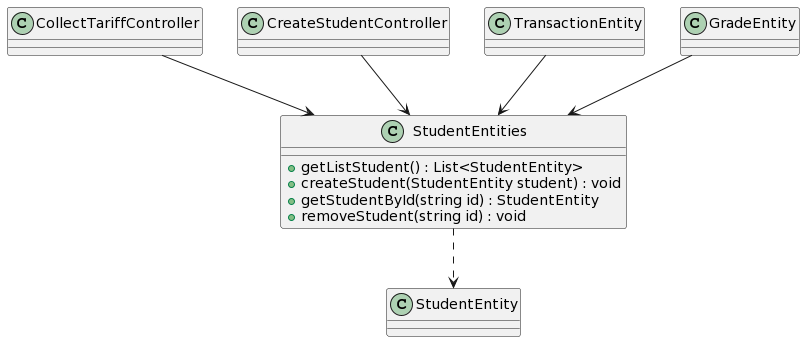 C CollectTariffController
C CreateStudentController
C TransactionEntity
C GradeEntity
C StudentEntities
getListStudent() : List<StudentEntity>
createStudent(StudentEntity student) : void
getStudentById(string id) : StudentEntity
removeStudent(string id) : void
C StudentEntity